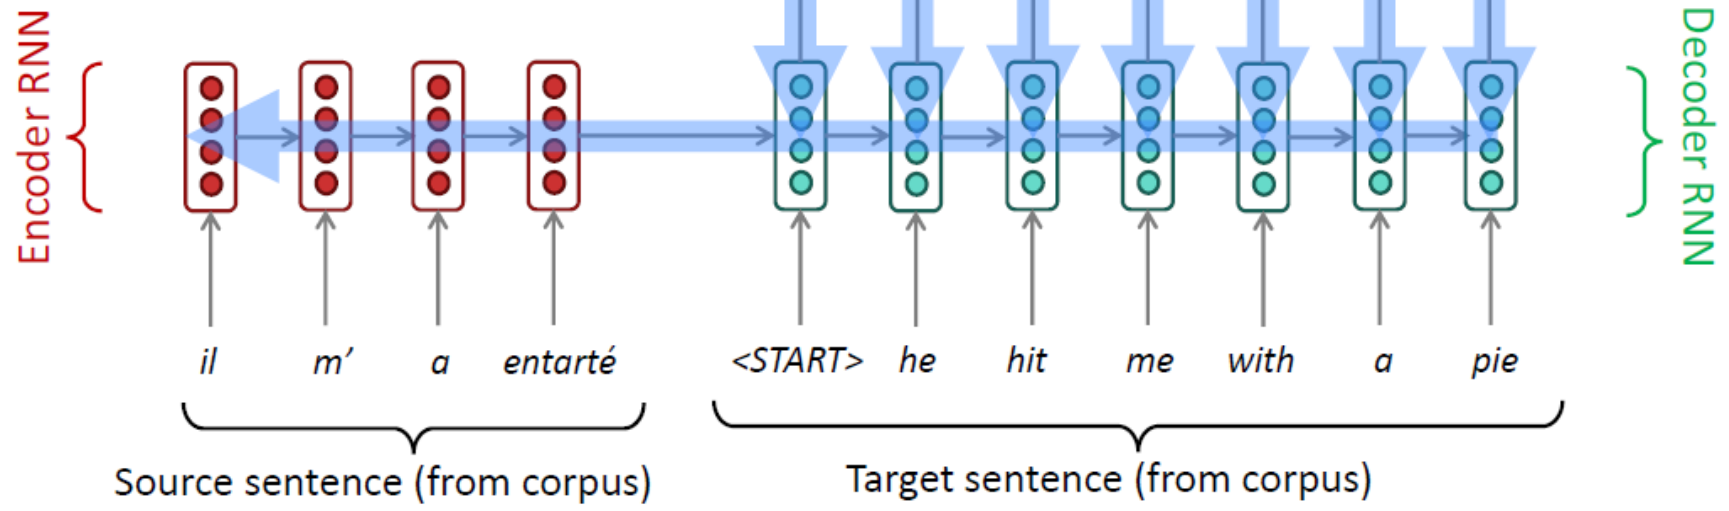 Encoder RNN
Decoder RNN
il m’ a entarté <START> he hit me with a pie
Source sentence (from corpus) Target sentence (from corpus)